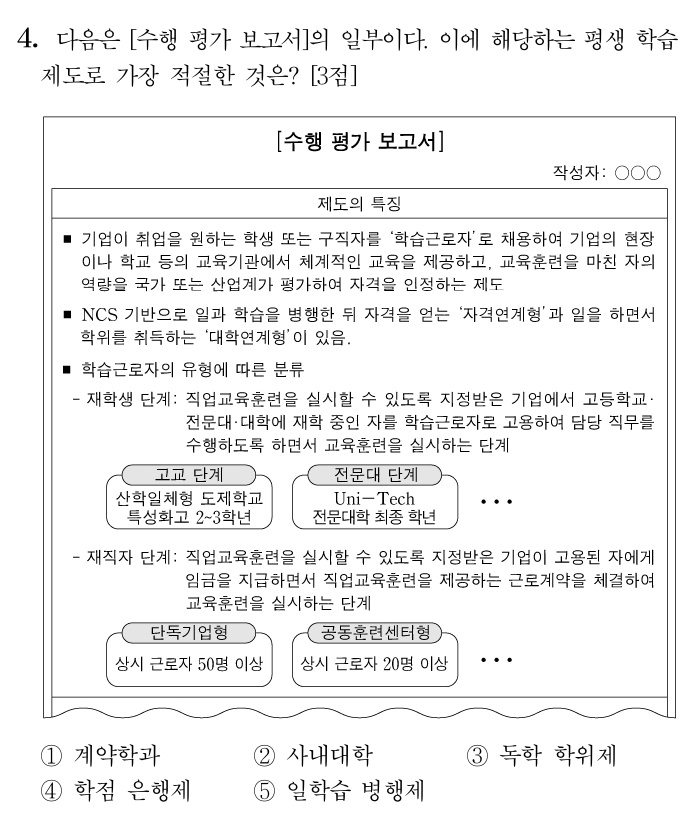 4. 다음은 [수행 평가 보고서]의 일부이다. 이에 해당하는 평생 학습
제도로 가장 적절한 것은? [3점]
[수행 평가 보고서]
작성자: ○○○
제도의 특징
■ 기업이 취업을 원하는 학생 또는 구직자를 ‘학습근로자’로 채용하여 기업의 현장
이나 학교 등의 교육기관에서 체계적인 교육을 제공하고, 교육훈련을 마친 자의
역량을 국가 또는 산업계가 평가하여 자격을 인정하는 제도
■ NCS 기반으로 일과 학습을 병행한 뒤 자격을 얻는 ‘자격연계형’과 일을 하면서
학위를 취득하는 ‘대학연계형’이 있음.
■ 학습근로자의 유형에 따른 분류
- 재학생 단계: 직업교육훈련을 실시할 수 있도록 지정받은 기업에서 고등학교·
전문대·대학에 재학 중인 자를 학습근로자로 고용하여 담당 직무를
수행하도록 하면서 교육훈련을 실시하는 단계
고교 단계 전문대 단계
산학일체형 도제학교 Uni-Tech
특성화고 2~3학년 전문대학 최종 학년 ···
- 재직자 단계: 직업교육훈련을 실시할 수 있도록 지정받은 기업이 고용된 자에게
임금을 지급하면서 직업교육훈련을 제공하는 근로계약을 체결하여
교육훈련을 실시하는 단계
단독기업형 공동훈련센터형
상시 근로자 50명 이상 상시 근로자 20명 이상 ···
① 계약학과 ② 사내대학 ③ 독학 학위제
④ 학점 은행제 ⑤ 일학습 병행제